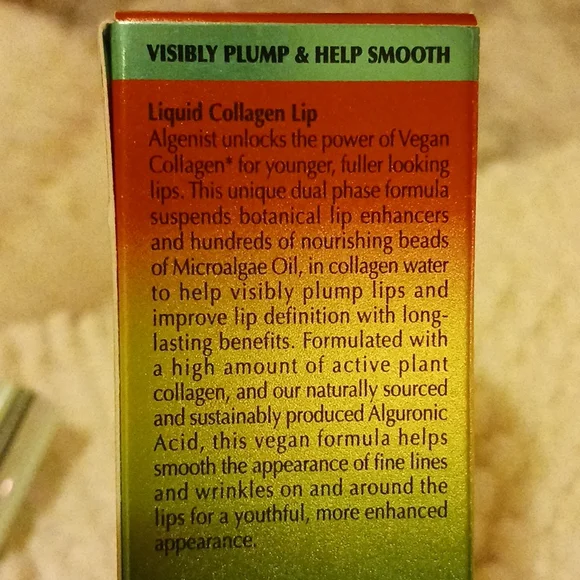 VISIBLY PLUMP & HELP SMOOTH
Liquid Collagen Lip
Algenist unlocks the power of Vegan
Collagen* for younger, fuller looking
lips. This unique dual phase formula
suspends botanical lip enhancers
and hundreds of nourishing beads
of Microalgae Oil, in collagen water
to help visibly plump lips and
improve lip definition with long-
lasting benefits. Formulated with
a high amount of active plant
collagen, and our naturally sourced
and sustainably produced Alguronic
Acid, this vegan formula helps
smooth the appearance of fine lines
and wrinkles on and around the
lips for a youthful, more enhanced
appearance.